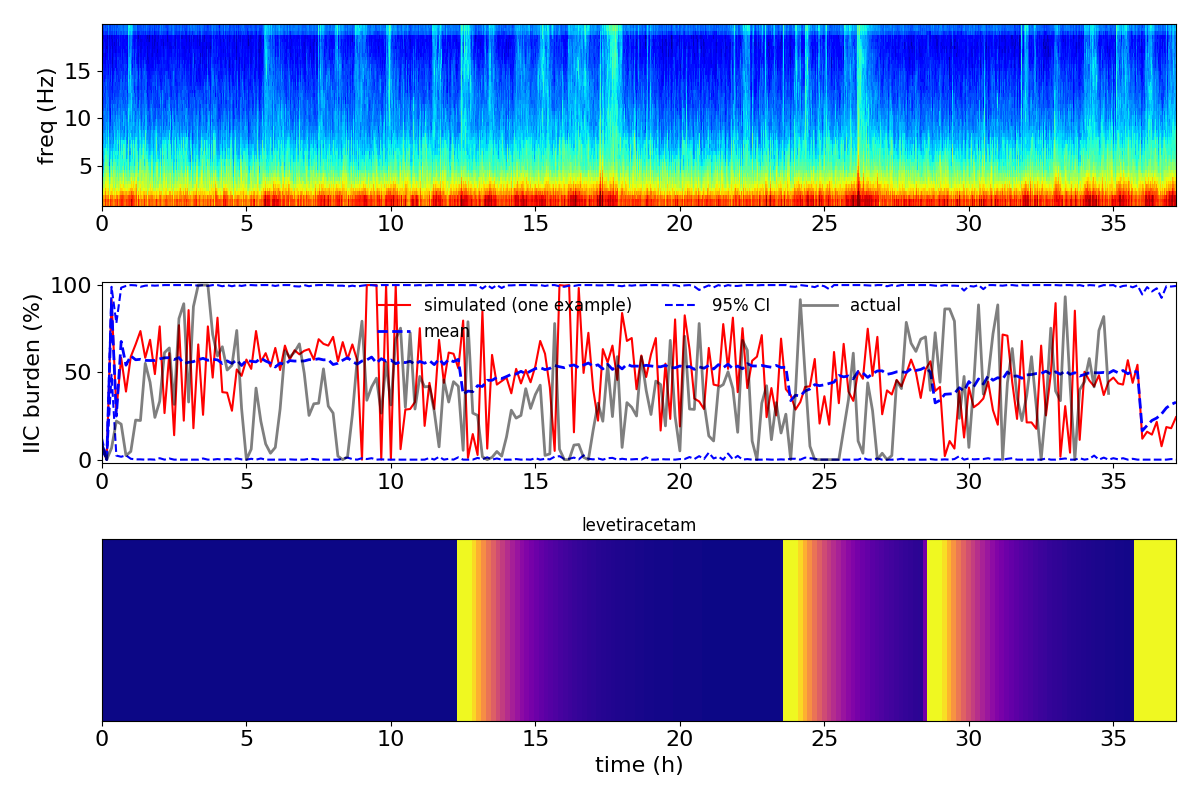 freq (Hz)
15
10
5
0 5 10 15 20 25 30 35
IIC burden (%)
100
50
0
simulated (one example) 95% CI actual
mean
0 5 10 15 20 25 30 35
levetiracetam
0 5 10 15 20 25 30 35
time (h)